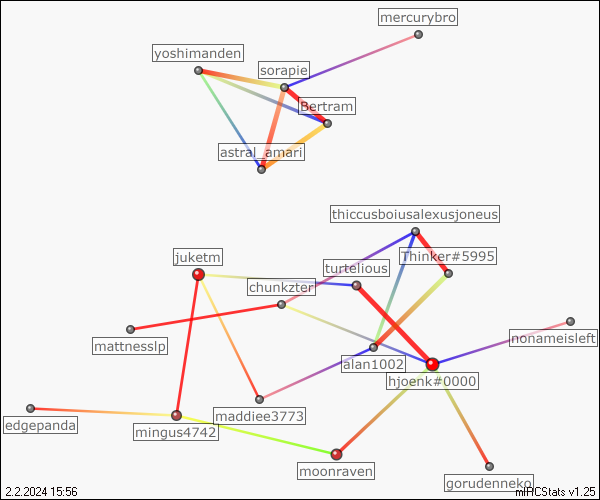 mercurybro
yoshimanden
sorapie
Bertram
astral_amari
thiccusboiusalexusjoneus
juketm
Thinker#5995
turtelious
chunkzter
mattnesslp
nonameisleft
alan1002
hjoenk#0000
maddiee3773
edgepanda
mingus4742
moonraven
gorudenneko
2.2.2024 15:56
mIRCStats v1.25